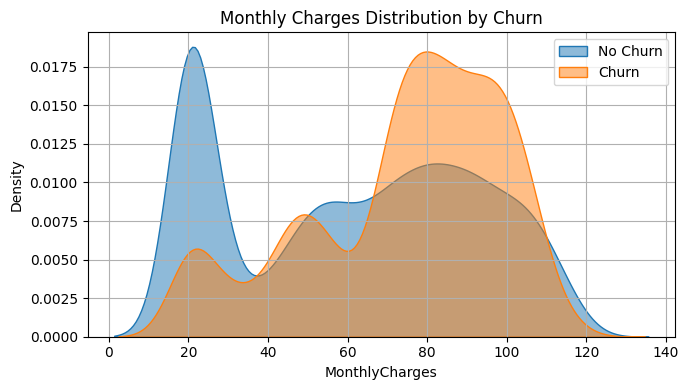 Monthly Charges Distribution by Churn
No Churn
Churn
Density
0.0175
0.0150
0.0125
0.0100
0.0075
0.0050
0.0025
0.0000
0 20 40 60 80 100 120 140
MonthlyCharges